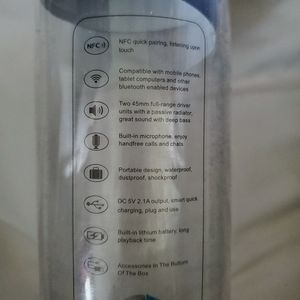 NFC
NFC quick pairing, listening upon
touch
Compatible with mobile phones,
tablet computers and other
bluetooth enabled devices
Two 45mm full-range driver
units with a passive radiator,
great sound with deep bass
Built-in microphone, enjoy
handfree calls and chats
Portable design, waterproof,
dustproof, shockproof
DC 5V 2.1A output, smart quick
charging, plug and use
Built-in lithium battery, long
playback time
Accessories In The Bottom
Of The Box